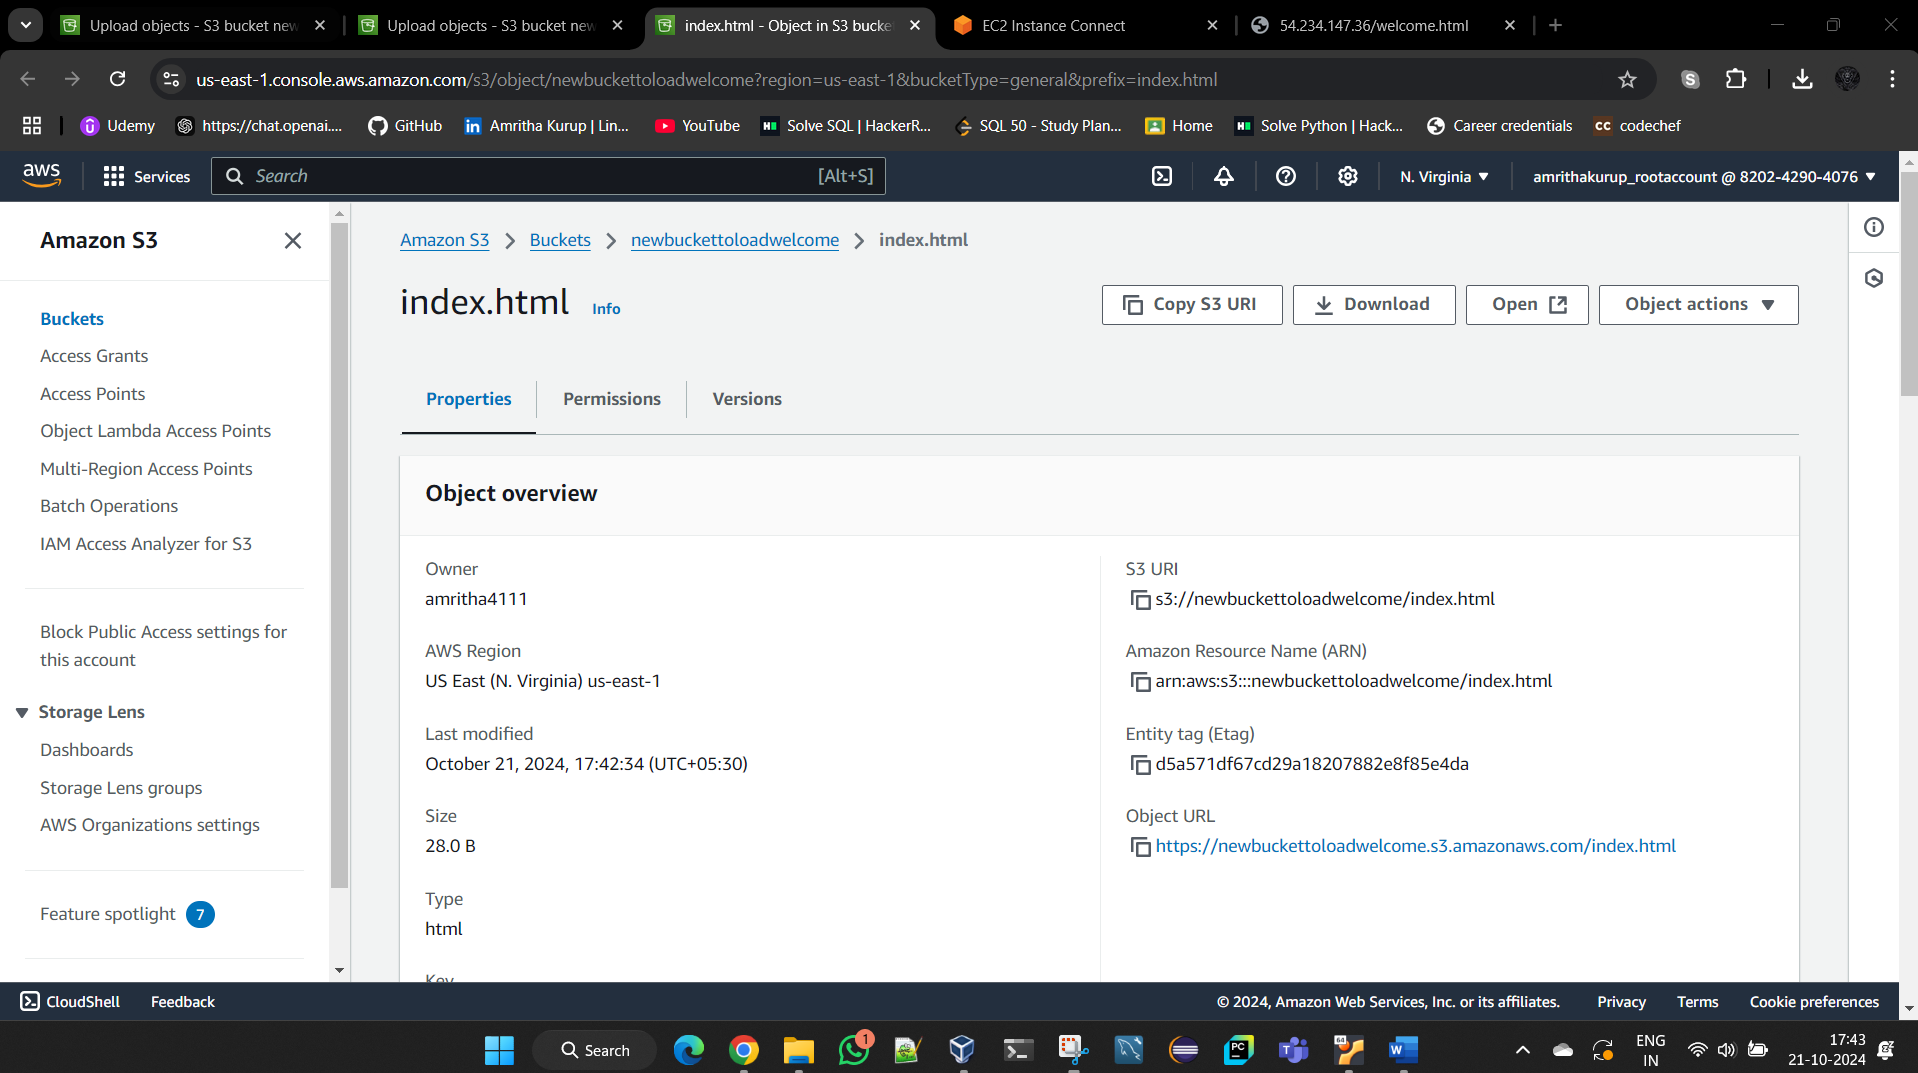 Upload objects - S3 bucket new
Upload objects - S3 bucket new
index.html - Object in S3 bucke
EC2 Instance Connect
54.234.147.36/welcome.html
us-east-1.console.aws.amazon.com/s3/object/newbuckettoloadwelcome?region=us-east-1&bucketType=general&prefix=index.html
Udemy
https://chat.openai....
GitHub
Amritha Kurup | Lin...
YouTube
Solve SQL | HackerR...
SQL 50 - Study Plan...
Home
Solve Python | Hack...
Career credentials
CC codechef
aws
Services
Search
[Alt+S]
N. Virginia
amrithakurup_rootaccount @ 8202-4290-4076
Amazon S3
Buckets
Access Grants
Access Points
Object Lambda Access Points
Multi-Region Access Points
Batch Operations
IAM Access Analyzer for S3
Block Public Access settings for
this account
Storage Lens
Dashboards
Storage Lens groups
AWS Organizations settings
Feature spotlight 7
Amazon S3 > Buckets > newbuckettoloadwelcome > index.html
index.html Info
Copy S3 URI
Download
Open
Object actions
Properties
Permissions
Versions
Object overview
Owner
amritha4111
AWS Region
US East (N. Virginia) us-east-1
Last modified
October 21, 2024, 17:42:34 (UTC+05:30)
Size
28.0 B
Type
html
Key
S3 URI
s3://newbuckettoloadwelcome/index.html
Amazon Resource Name (ARN)
arn:aws:s3:::newbuckettoloadwelcome/index.html
Entity tag (Etag)
d5a571df67cd29a18207882e8f85e4da
Object URL
https://newbuckettoloadwelcome.s3.amazonaws.com/index.html
CloudShell
Feedback
© 2024, Amazon Web Services, Inc. or its affiliates.
Privacy
Terms
Cookie preferences
Search
1
PC
64
ENG
IN
17:43
21-10-2024